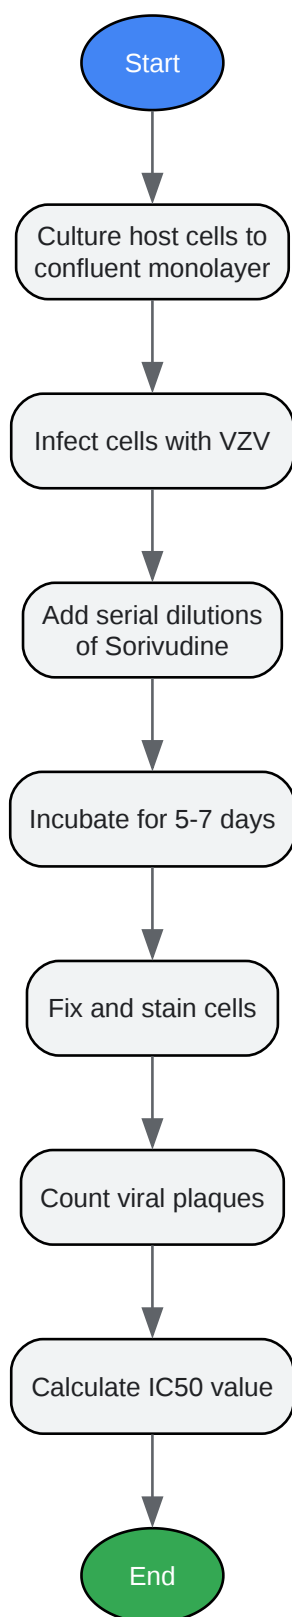 Start
Culture host cells to
confluent monolayer
Infect cells with VZV
Add serial dilutions
of Sorivudine
Incubate for 5-7 days
Fix and stain cells
Count viral plaques
Calculate IC50 value
End